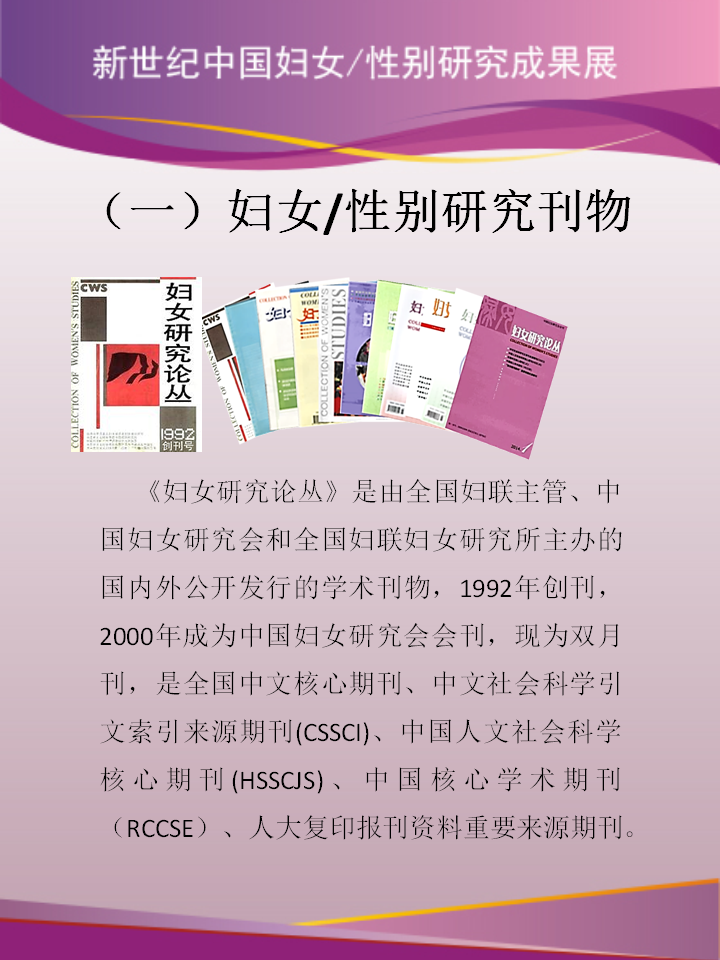 新世纪中国妇女/性别研究成果展
（一）妇女/性别研究刊物
CWS
COLLECTION OF WOMEN'S STUDIES
妇女研究论丛
1992
创刊号
CWS
COLLECTION OF WOMEN'S
STUDIES
妇女研究论丛
COLLECTION OF WOMEN'S STUDIES
《妇女研究论丛》是由全国妇联主管、中
国妇女研究会和全国妇联妇女研究所主办的
国内外公开发行的学术刊物，1992年创刊，
2000年成为中国妇女研究会会刊，现为双月
刊，是全国中文核心期刊、中文社会科学引
文索引来源期刊(CSSCI)、中国人文社会科学
核心期刊(HSSCJS)、中国核心学术期刊
（RCCSE）、人大复印报刊资料重要来源期刊。